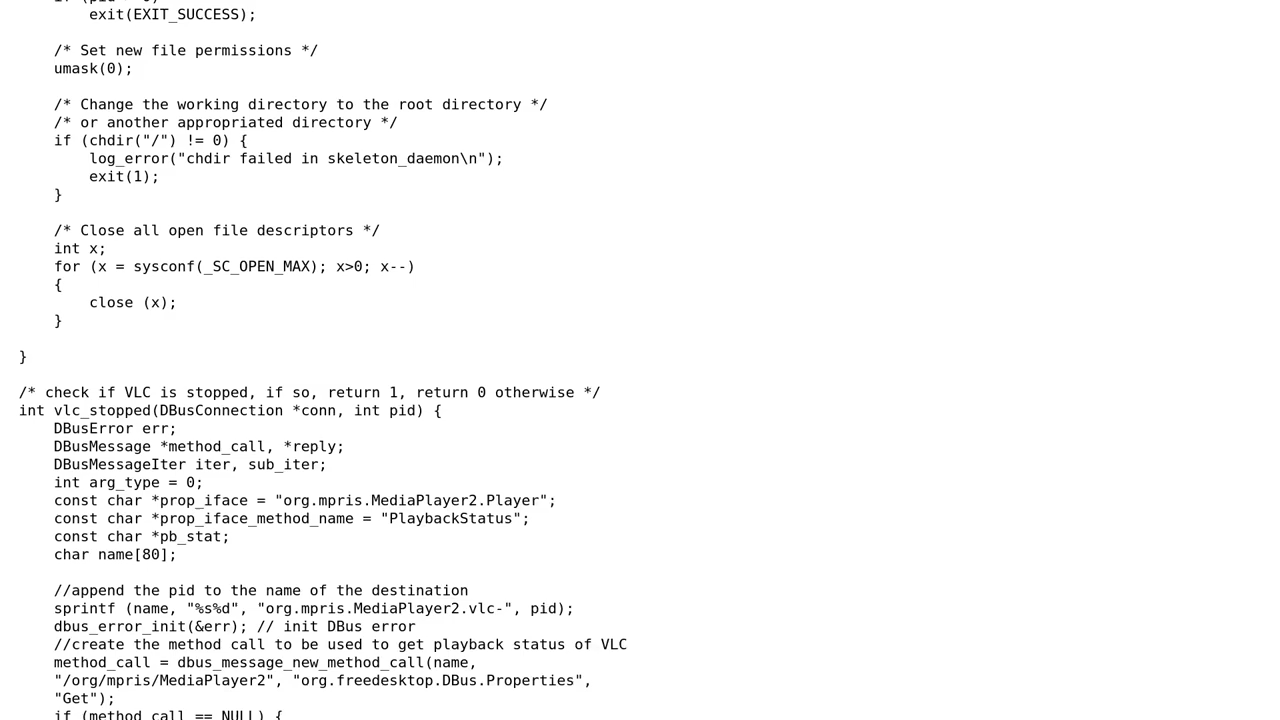 exit(EXIT_SUCCESS);
/* Set new file permissions */
umask(0);
/* Change the working directory to the root directory */
/* or another appropriated directory */
if (chdir("/") != 0) {
log_error("chdir failed in skeleton_daemon\n");
exit(1);
}
/* Close all open file descriptors */
int x;
for (x = sysconf(_SC_OPEN_MAX); x>0; x--)
{
close (x);
}
}
/* check if VLC is stopped, if so, return 1, return 0 otherwise */
int vlc_stopped(DBusConnection *conn, int pid) {
DBusError err;
DBusMessage *method_call, *reply;
DBusMessageIter iter, sub_iter;
int arg_type = 0;
const char *prop_iface = "org.mpris.MediaPlayer2.Player";
const char *prop_iface_method_name = "PlaybackStatus";
const char *pb_stat;
char name[80];
//append the pid to the name of the destination
sprintf (name, "%s%d", "org.mpris.MediaPlayer2.vlc-", pid);
dbus_error_init(&err); // init DBus error
//create the method call to be used to get playback status of VLC
method_call = dbus_message_new_method_call(name,
"/org/mpris/MediaPlayer2", "org.freedesktop.DBus.Properties",
"Get");
if (method_call == NULL) {